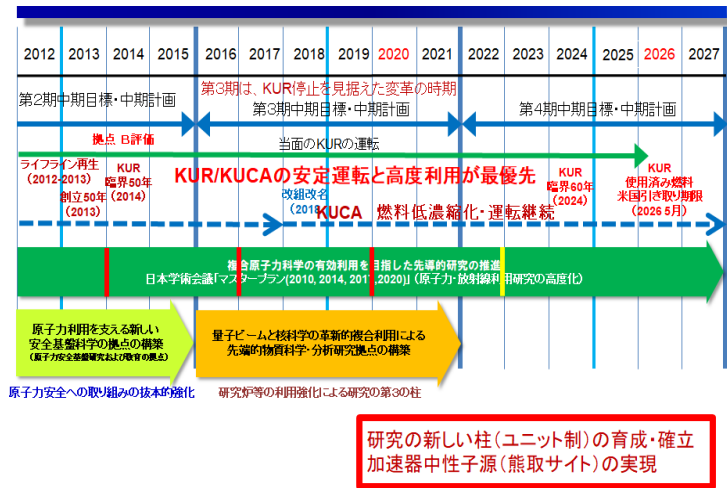 2012 2013 2014 2015 2016 2017 2018 2019 2020 2021 2022 2023 2024 2025 2026 2027
第3期は、KUR停止を見据えた変革の時期
第2期中期目標・中期計画 第3期中期目標・中期計画 第4期中期目標・中期計画
拠点 B評価 当面のKURの運転
ライフライン再生
(2012-2013)
創立50年
(2013)
KUR
臨界50年
(2014)
KUR/KUCAの安定運転と高度利用が最優先
改組改名
(2018
KUCA 燃料低濃縮化・運転継続
KUR
臨界60年
(2024)
KUR
使用済み燃料
米国引き取り期限
(2026 5月)
複合原子力科学の有効利用を目指した先導的研究の推進
日本学術会議「マスタープラン(2010, 2014, 2017,2020)」(原子力・放射線利用研究の高度化)
原子力利用を支える新しい
安全基盤科学の拠点の構築
(原子力安全基盤研究および教育の拠点)
量子ビームと核科学の革新的複合利用による
先端的物質科学・分析研究拠点の構築
原子力安全への取り組みの抜本的強化 研究炉等の利用強化による研究の第3の柱
研究の新しい柱(ユニット制)の育成・確立
加速器中性子源(熊取サイト)の実現